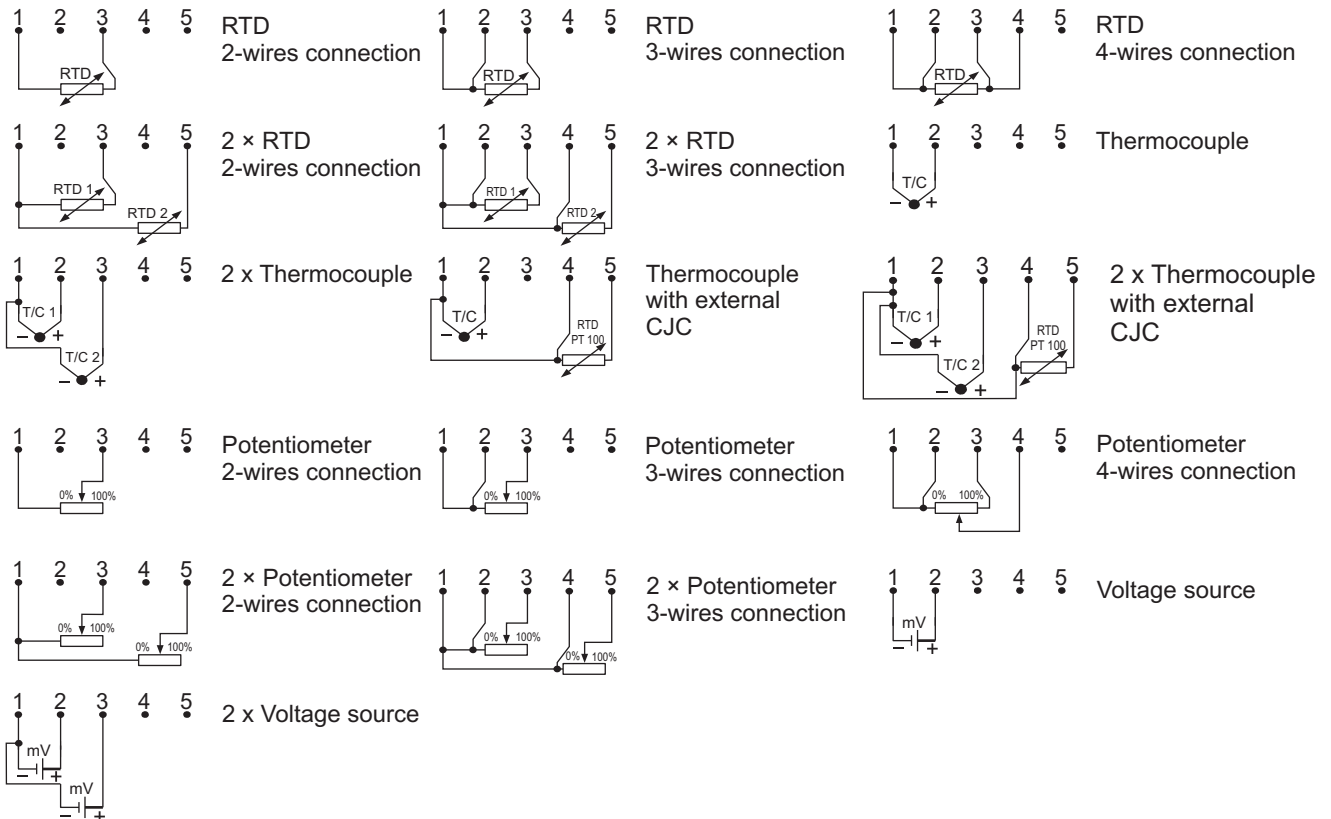 1 2 3 4 5
RTD
2-wires connection
RTD
1 2 3 4 5
RTD
3-wires connection
RTD
1 2 3 4 5
RTD
4-wires connection
RTD
1 2 3 4 5
2 × RTD
2-wires connection
RTD 1
RTD 2
1 2 3 4 5
2 × RTD
3-wires connection
RTD 1
RTD 2
1 2 3 4 5
Thermocouple
T/C
– +
1 2 3 4 5
2 x Thermocouple
T/C 1
– +
T/C 2
– +
1 2 3 4 5
Thermocouple
with external
CJC
T/C
– +
RTD
PT 100
1 2 3 4 5
2 x Thermocouple
with external
CJC
T/C 1
– +
T/C 2
– +
RTD
PT 100
1 2 3 4 5
Potentiometer
2-wires connection
0% 100%
1 2 3 4 5
Potentiometer
3-wires connection
0% 100%
1 2 3 4 5
Potentiometer
4-wires connection
0% 100%
1 2 3 4 5
2 × Potentiometer
2-wires connection
0% 100%
0% 100%
1 2 3 4 5
2 × Potentiometer
3-wires connection
0% 100%
0% 100%
1 2 3 4 5
Voltage source
mV
– +
1 2 3 4 5
2 x Voltage source
mV
– +
mV
– +